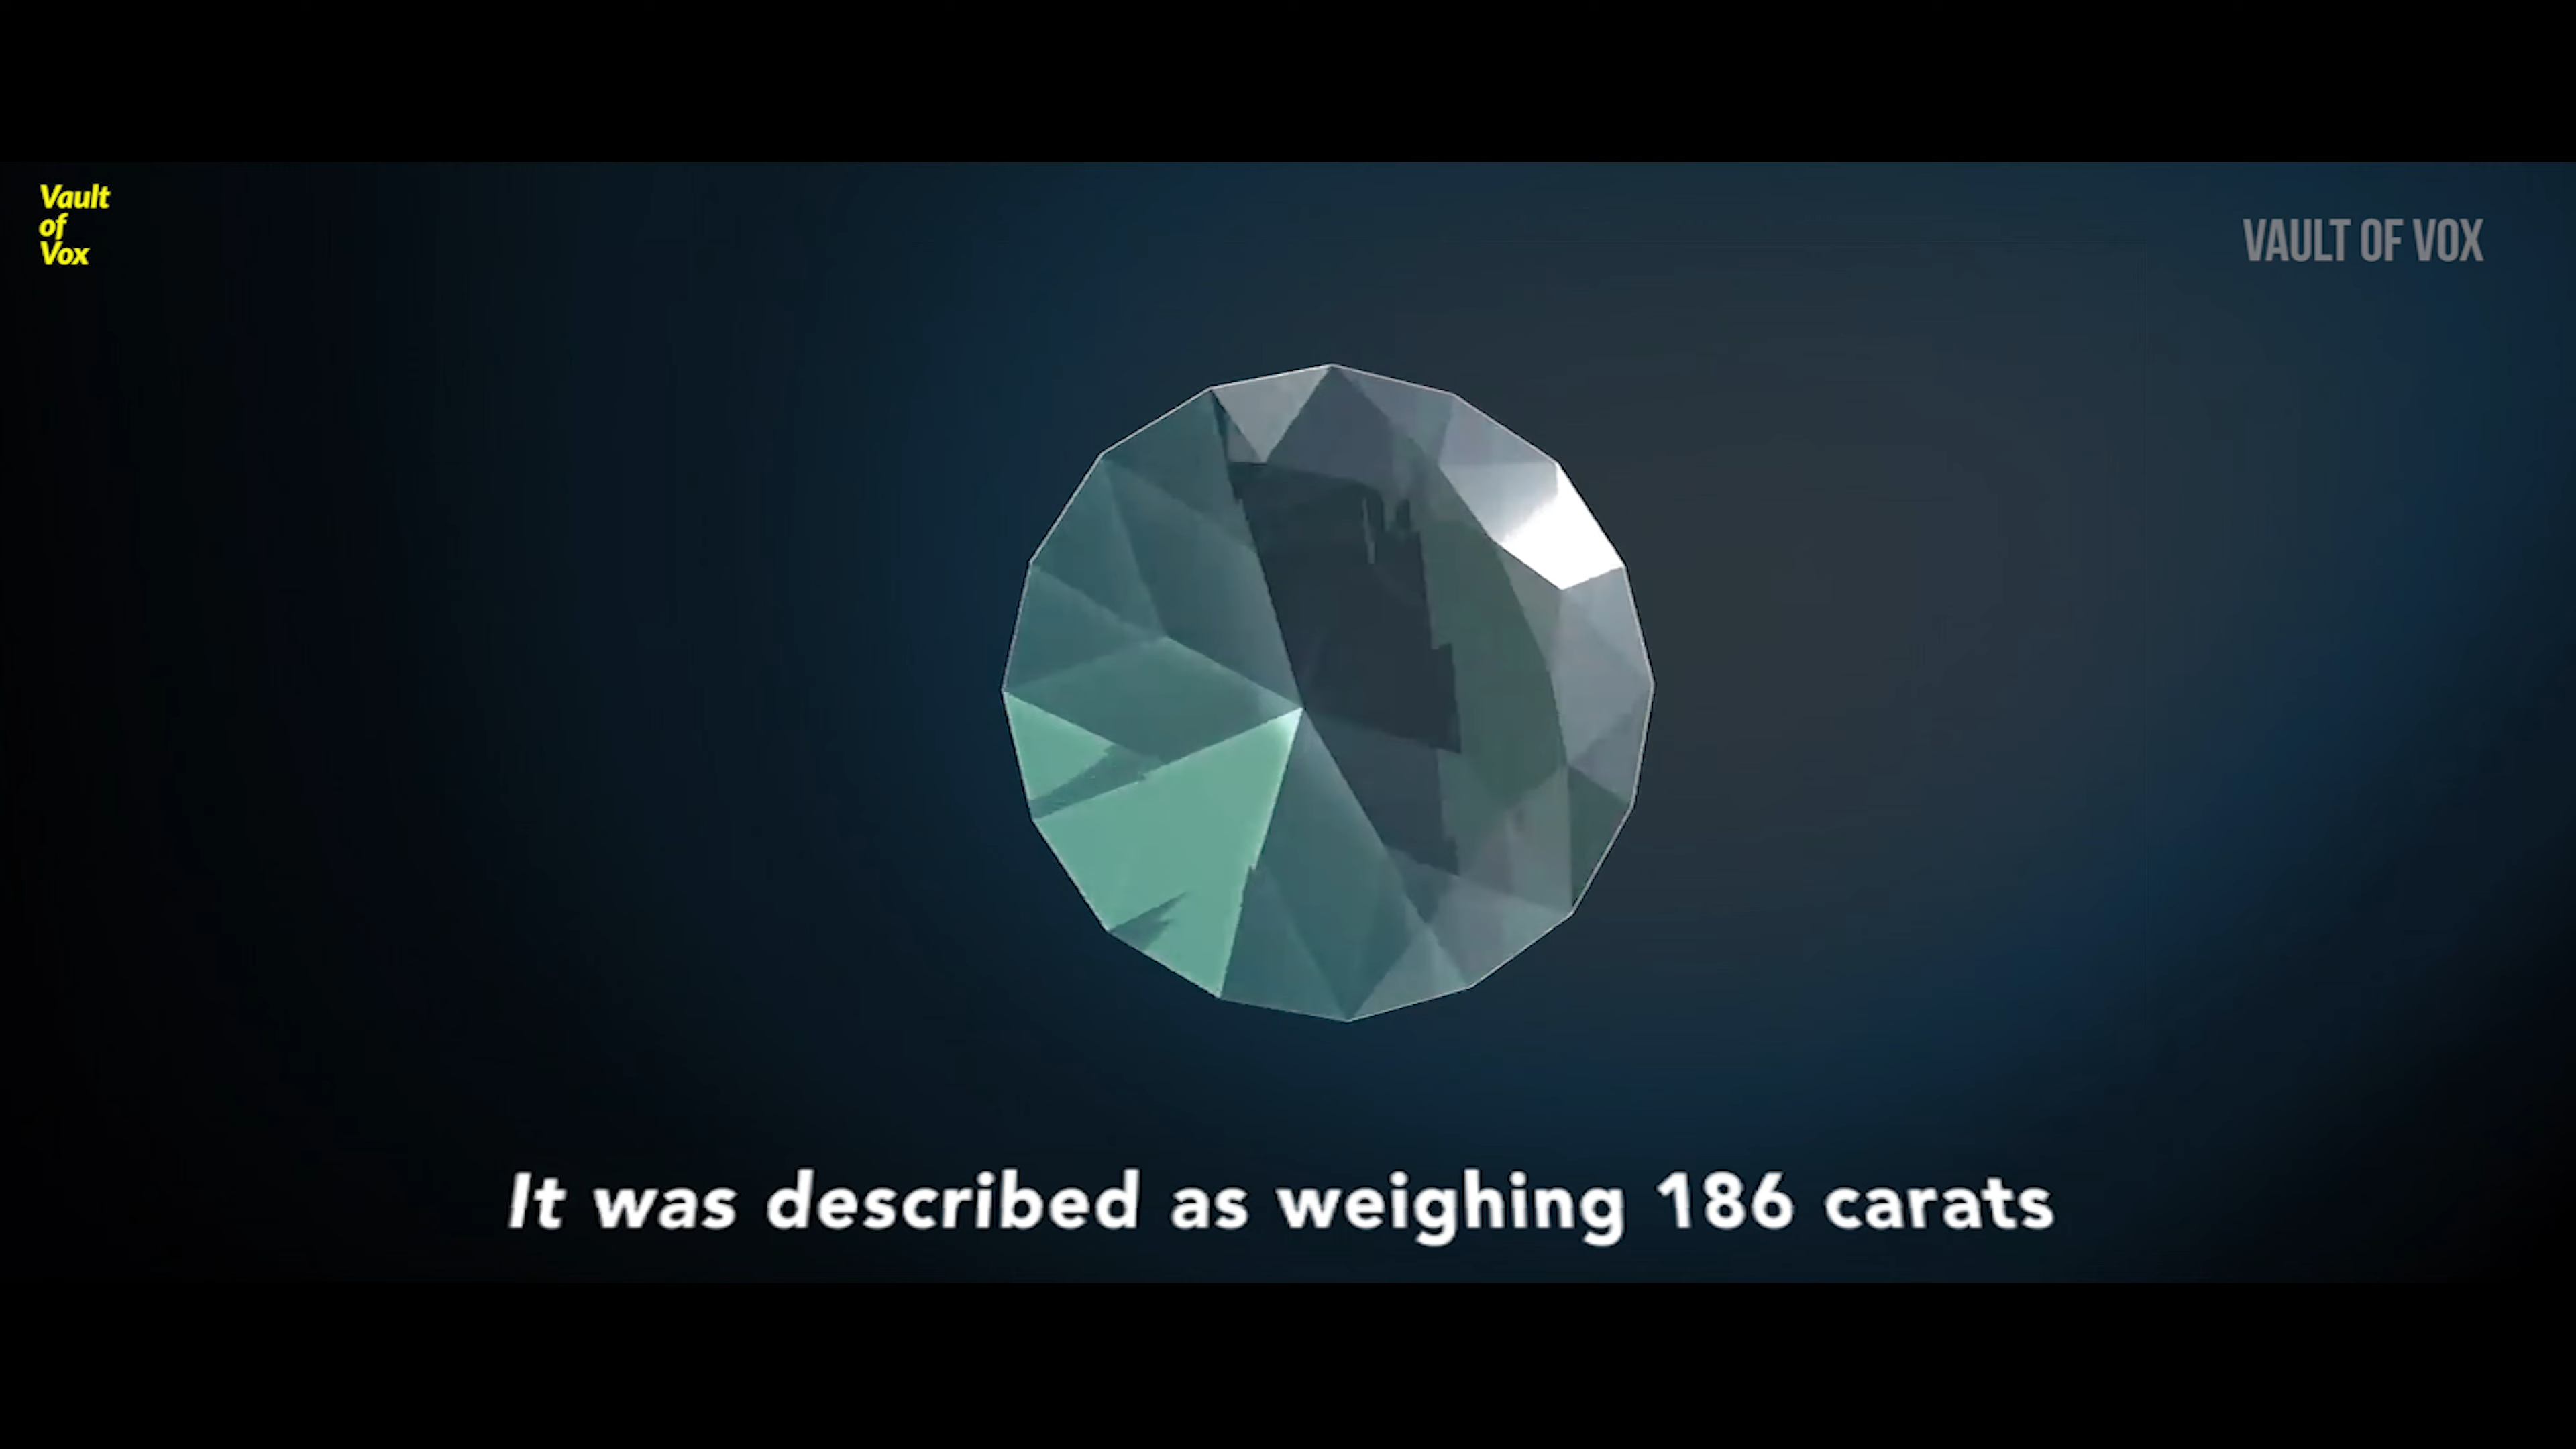 Vault
of
Vox
VAULT OF VOX
It was described as weighing 186 carats